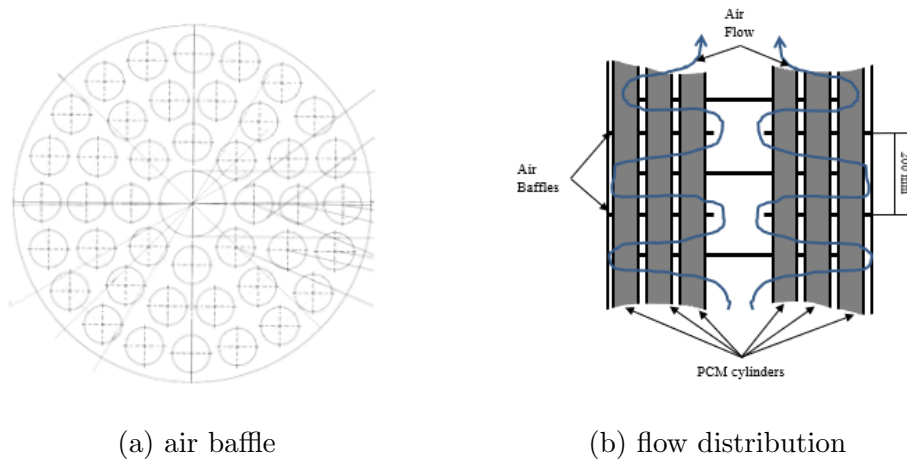 Air
Flow
Air
Baffles
200 mm
PCM cylinders
(a) air baffle
(b) flow distribution